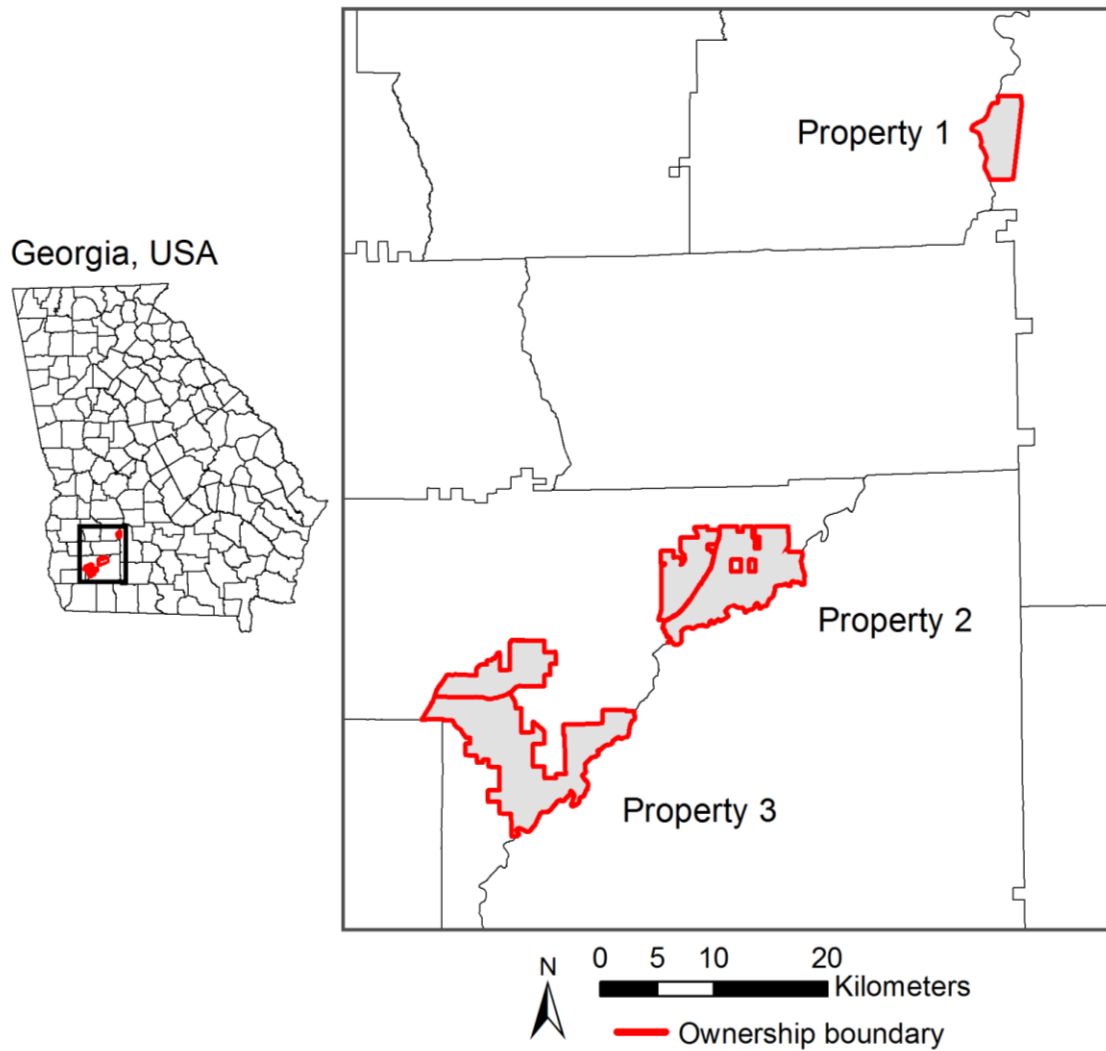 Property 1
Georgia, USA
Property 2
Property 3
N
0 5 10 20
Kilometers
Ownership boundary